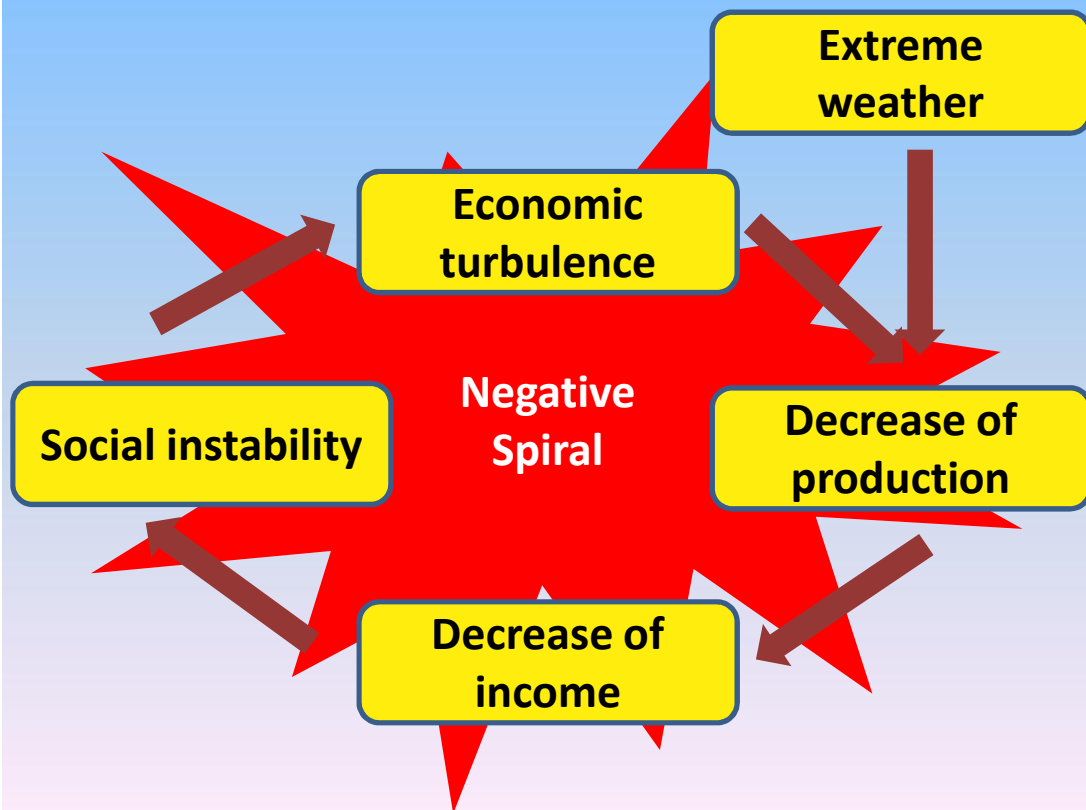 Extreme
weather
Economic
turbulence
Negative
Spiral
Social instability
Decrease of
production
Decrease of
income